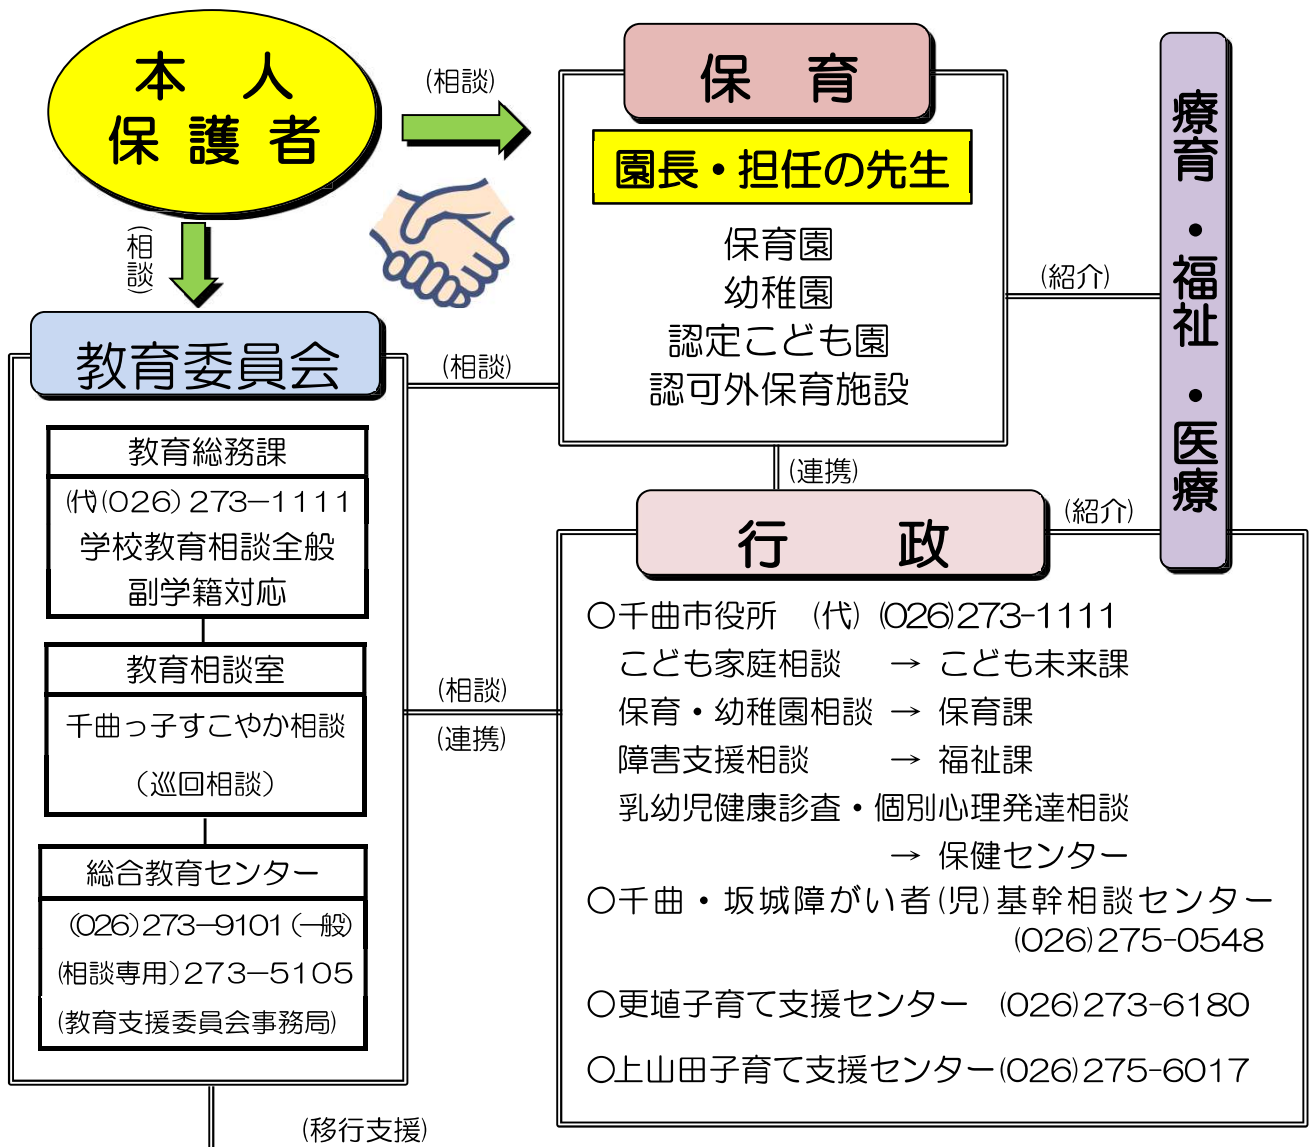 本 人
保 護 者
(相談)
(相談)
保 育
園長・担任の先生
保育園
幼稚園
認定こども園
認可外保育施設
(紹介)
療育・福祉・医療
教育委員会
(相談)
教育総務課
(代(026) 273－1111
学校教育相談全般
副学籍対応
教育相談室
千曲っ子すこやか相談
（巡回相談）
総合教育センター
(026)273－9101(一般)
(相談専用)273－5105
(教育支援委員会事務局)
(連携)
(紹介)
(相談)
(連携)
行 政
○千曲市役所 (代) (026)273-1111
こども家庭相談 → こども未来課
保育・幼稚園相談 → 保育課
障害支援相談 → 福祉課
乳幼児健康診査・個別心理発達相談
→ 保健センター
○千曲・坂城障がい者(児)基幹相談センター
(026)275-0548
○更埴子育て支援センター (026)273-6180
○上山田子育て支援センター(026)275-6017
(移行支援)